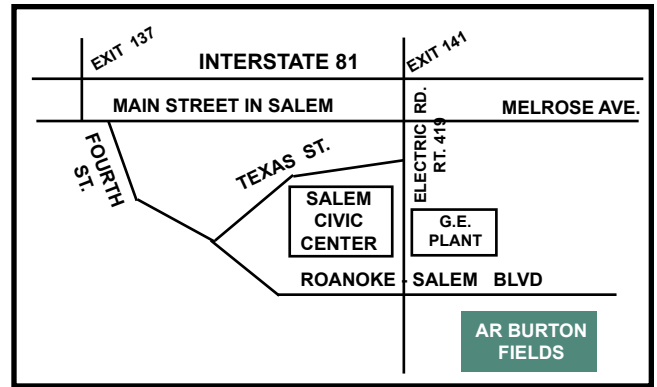 EXIT 137
INTERSTATE 81
EXIT 141
MAIN STREET IN SALEM
MELROSE AVE.
FOURTH
ST.
TEXAS ST.
ELECTRIC RD.
RT. 419
SALEM
CIVIC
CENTER
G.E.
PLANT
ROANOKE - SALEM BLVD
AR BURTON
FIELDS